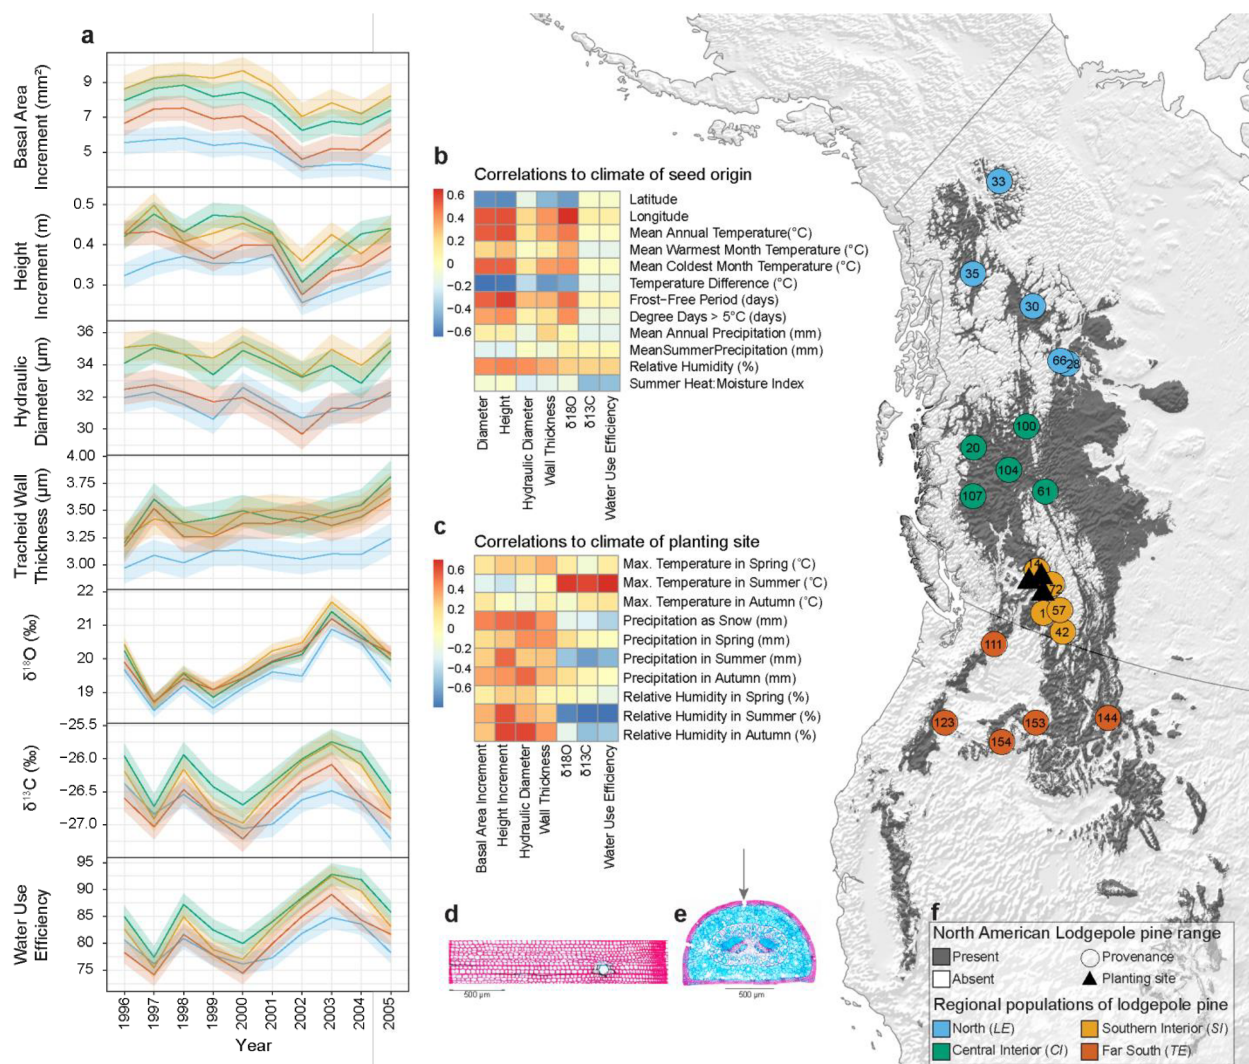 a
Basal Area
Increment (mm²)
9
7
5
Height
Increment (m)
0.5
0.4
0.3
Hydraulic
Diameter (µm)
36
34
32
30
Tracheid Wall
Thickness (µm)
4.00
3.75
3.50
3.25
3.00
δ¹⁸O (‰)
22
21
20
19
δ¹³C (‰)
−25.5
−26.0
−26.5
−27.0
Water Use
Efficiency
95
90
85
80
75
1996
1997
1998
1999
2000
2001
2002
2003
2004
2005
Year
b
Correlations to climate of seed origin
0.6
0.4
0.2
0
−0.2
−0.4
−0.6
Latitude
Longitude
Mean Annual Temperature(°C)
Mean Warmest Month Temperature (°C)
Mean Coldest Month Temperature (°C)
Temperature Difference (°C)
Frost−Free Period (days)
Degree Days > 5°C (days)
Mean Annual Precipitation (mm)
MeanSummerPrecipitation (mm)
Relative Humidity (%)
Summer Heat:Moisture Index
Diameter
Height
Hydraulic Diameter
Wall Thickness
δ18O
δ13C
Water Use Efficiency
c
Correlations to climate of planting site
0.6
0.4
0.2
0
−0.2
−0.4
−0.6
Max. Temperature in Spring (°C)
Max. Temperature in Summer (°C)
Max. Temperature in Autumn (°C)
Precipitation as Snow (mm)
Precipitation in Spring (mm)
Precipitation in Summer (mm)
Precipitation in Autumn (mm)
Relative Humidity in Spring (%)
Relative Humidity in Summer (%)
Relative Humidity in Autumn (%)
Basal Area Increment
Height Increment
Hydraulic Diameter
Wall Thickness
δ18O
δ13C
Water Use Efficiency
d
500 µm
e
500 µm
33
35
30
66
28
100
20
104
107
61
72
1
57
42
111
123
153
144
154
f
North American Lodgepole pine range
Present
Provenance
Absent
Planting site
Regional populations of lodgepole pine
North (LE)
Southern Interior (SI)
Central Interior (CI)
Far South (TE)